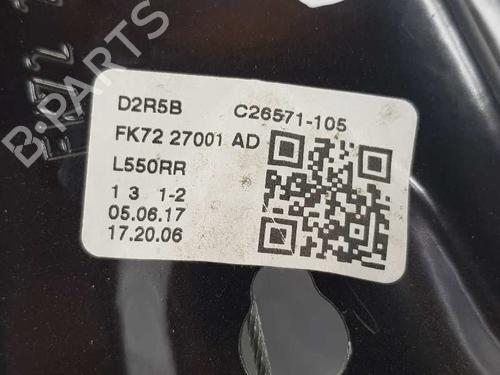 D2R5B C26571-105
FK72 27001 AD
L550RR
1 3 1-2
05.06.17
17.20.06
B-PARTS